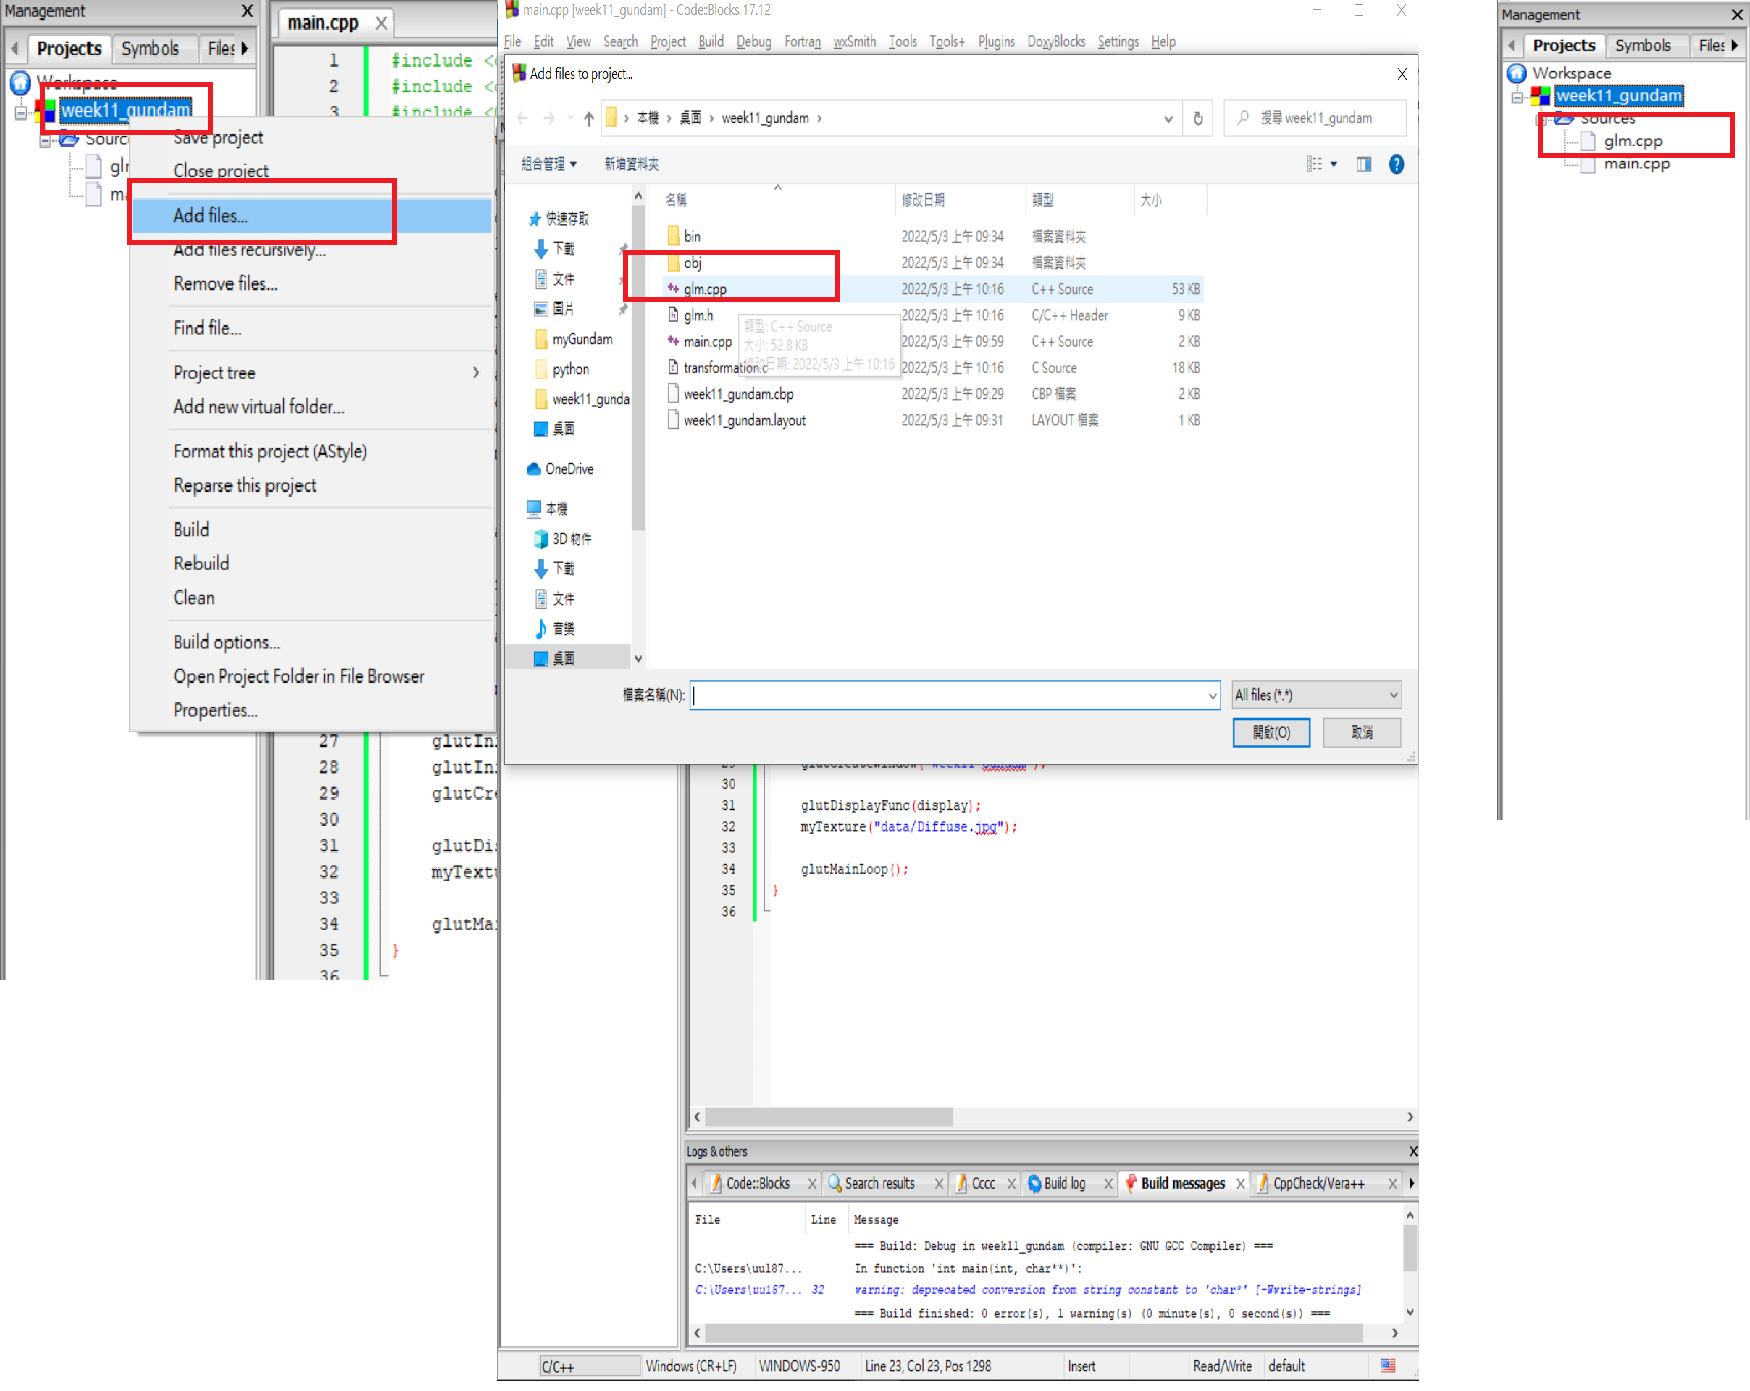 Management
Projects
Symbols
Files
Workspace
week11_gundam
Sourc
gl
ma
Save project
Close project
Add files...
Add files recursively...
Remove files...
Find file...
Project tree
Add new virtual folder...
Format this project (AStyle)
Reparse this project
Build
Rebuild
Clean
Build options...
Open Project Folder in File Browser
Properties...
main.cpp
1 #include <
2 #include <
3 #include <
27 glutIn
28 glutIn
29 glutCre
30
31 glutDis
32 myTextu
33
34 glutMai
35 }
36
main.cpp [week11_gundam] - Code::Blocks 17.12
File Edit View Search Project Build Debug Fortran wxSmith Tools Tools+ Plugins DoxyBlocks Settings Help
Add files to project...
本機 › 桌面 › week11_gundam ›
搜尋 week11_gundam
組合管理
新增資料夾
快速存取
下載
文件
圖片
myGundam
python
week11_gunda
桌面
OneDrive
本機
3D 物件
下載
文件
音樂
桌面
名稱 修改日期 類型 大小
bin 2022/5/3 上午 09:34 檔案資料夾
obj 2022/5/3 上午 09:34 檔案資料夾
glm.cpp 2022/5/3 上午 10:16 C++ Source 53 KB
glm.h 2022/5/3 上午 10:16 C/C++ Header 9 KB
main.cpp 2022/5/3 上午 09:59 C++ Source 2 KB
transformation.c 2022/5/3 上午 10:16 C Source 18 KB
week11_gundam.cbp 2022/5/3 上午 09:29 CBP 檔案 2 KB
week11_gundam.layout 2022/5/3 上午 09:31 LAYOUT 檔案 1 KB
類型: C++ Source
大小: 52.8 KB
修改日期: 2022/5/3 上午 10:16
檔案名稱(N):
All files (*.*)
開啟(O)
取消
29 glutCreateWindow("week11 Gundam");
30
31 glutDisplayFunc(display);
32 myTexture("data/Diffuse.jpg");
33
34 glutMainLoop();
35 }
36
Logs & others
Code::Blocks
Search results
Cccc
Build log
Build messages
CppCheck/Vera++
File Line Message
=== Build: Debug in week11_gundam (compiler: GNU GCC Compiler) ===
C:\Users\uu187... In function 'int main(int, char**)':
C:\Users\uu187... 32 warning: deprecated conversion from string constant to 'char*' [-Wwrite-strings]
=== Build finished: 0 error(s), 1 warning(s) (0 minute(s), 0 second(s)) ===
C/C++
Windows (CR+LF)
WINDOWS-950
Line 23, Col 23, Pos 1298
Insert
Read/Write
default
Management
Projects
Symbols
Files
Workspace
week11_gundam
Sources
glm.cpp
main.cpp